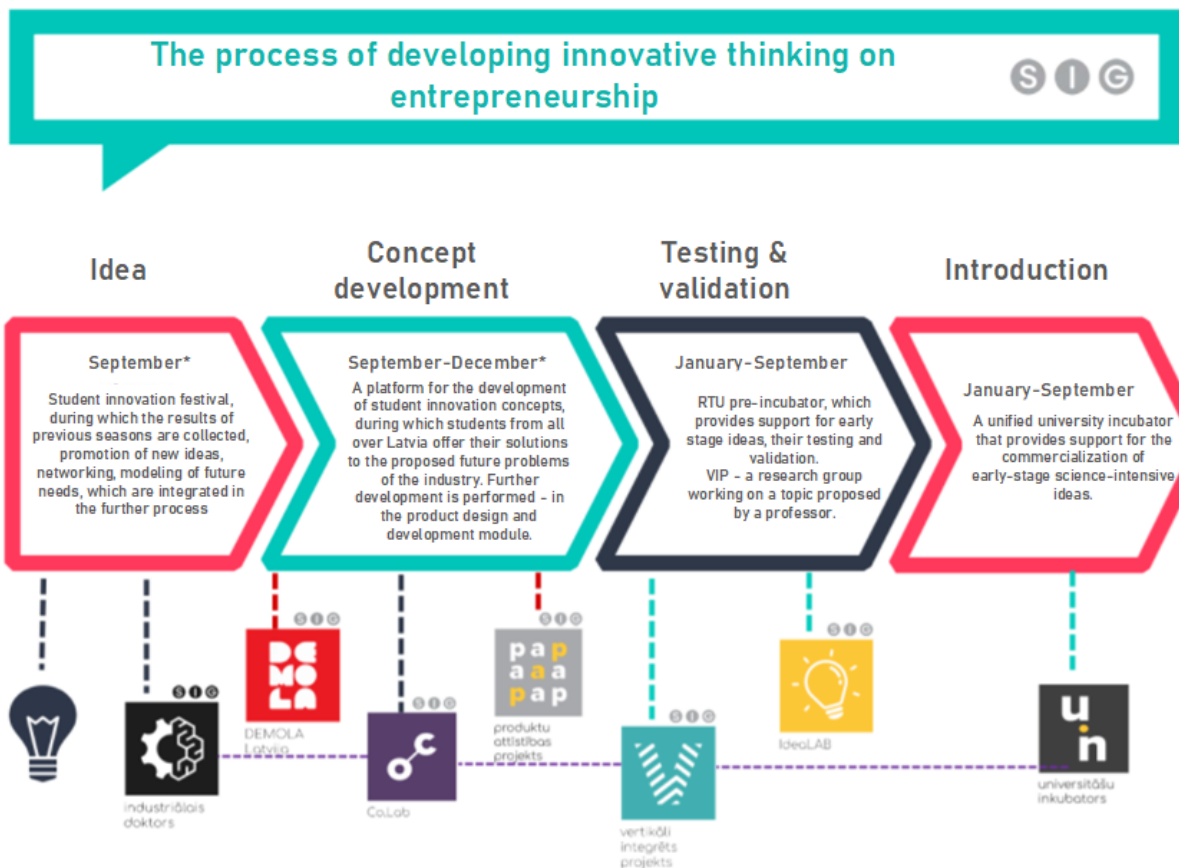 The process of developing innovative thinking on
entrepreneurship
S I G
Idea
Concept
development
Testing &
validation
Introduction
September*
Student innovation festival,
during which the results of
previous seasons are collected,
promotion of new ideas,
networking, modeling of future
needs, which are integrated in
the further process
September-December*
A platform for the development
of student innovation concepts,
during which students from all
over Latvia offer their solutions
to the proposed future problems
of the industry. Further
development is performed - in
the product design and
development module.
January-September
RTU pre-incubator, which
provides support for early
stage ideas, their testing and
validation.
VIP - a research group
working on a topic proposed
by a professor.
January-September
A unified university incubator
that provides support for the
commercialization of
early-stage science-intensive
ideas.
S I G
industriālais
doktors
S I G
DE
MO
LA
DEMOLA
Latvija
S I G
Co
Co.Lab
S I G
pap
aaa
pap
produktu
attīstības
projekts
S I G
V
vertikāli
integrēts
projekts
S I G
IdeaLAB
un
universitāšu
inkubators